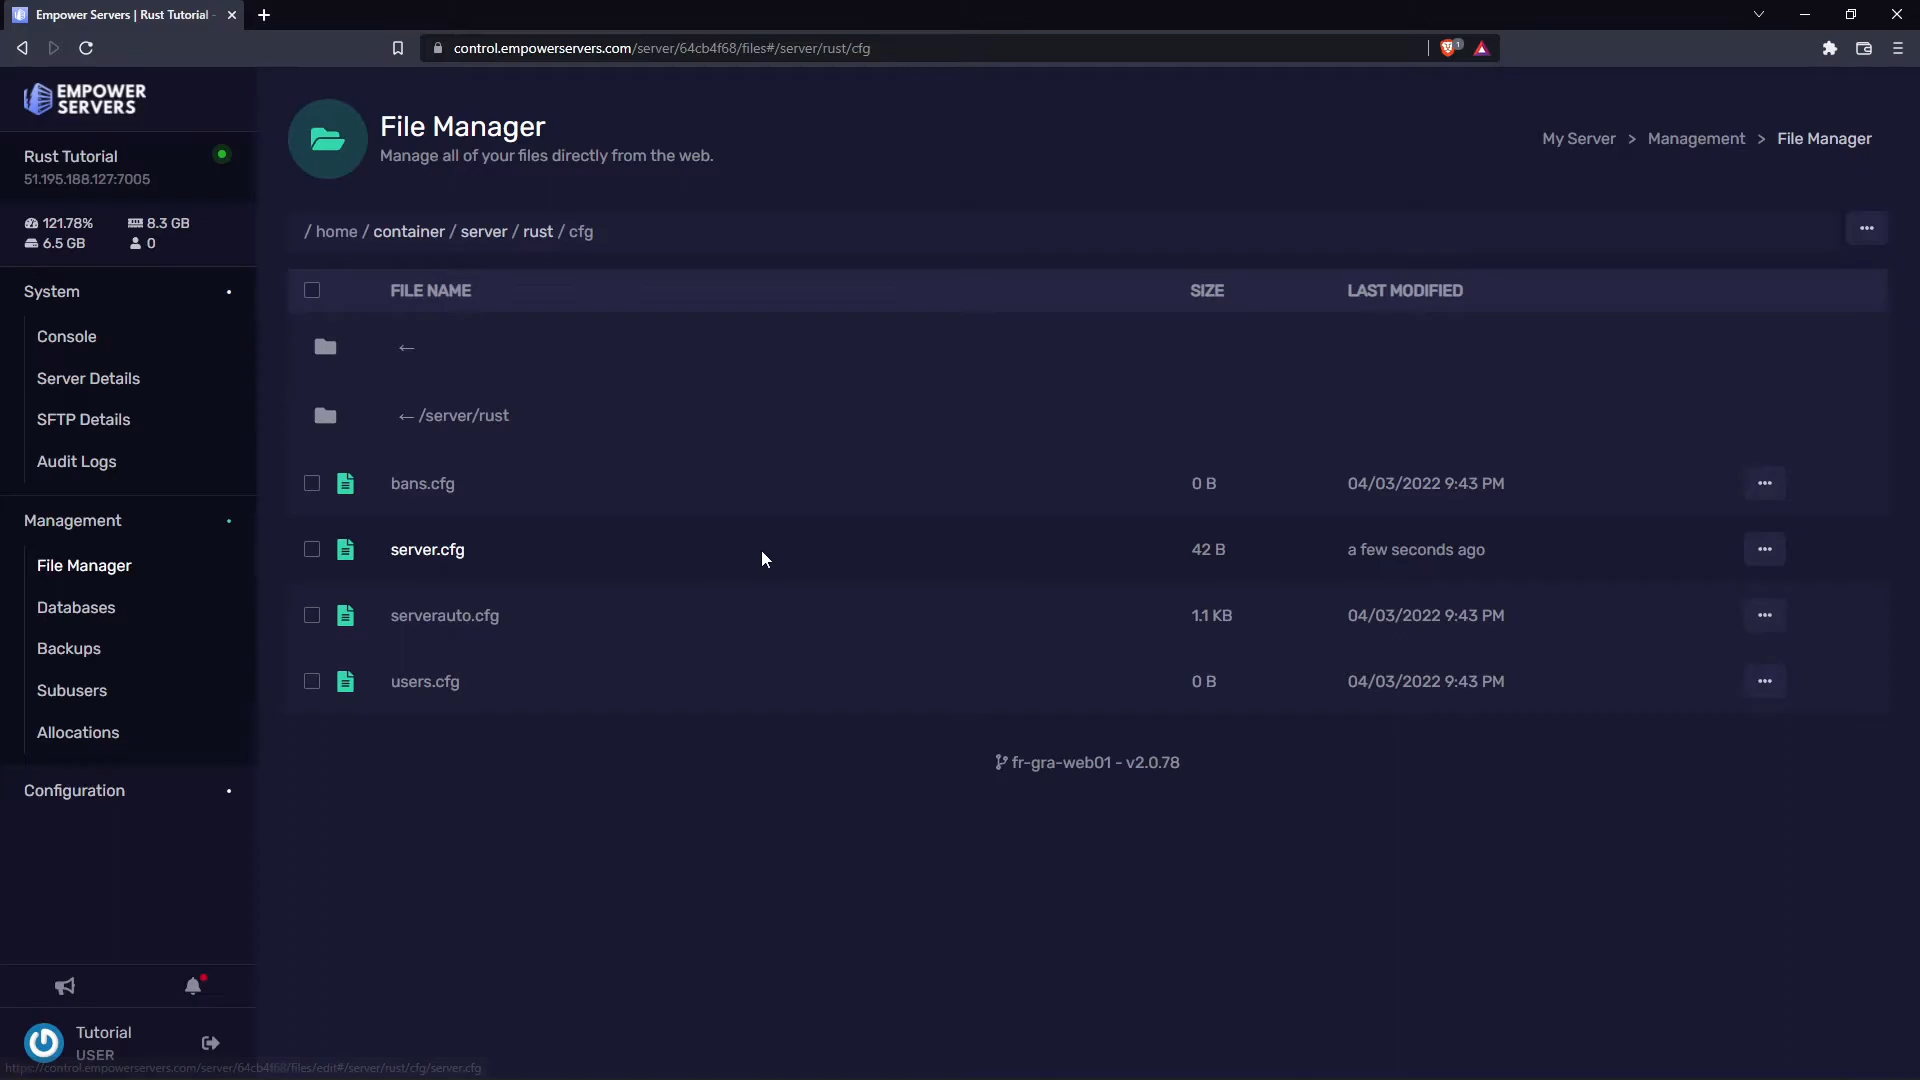 Empower Servers | Rust Tutorial -
control.empowerservers.com/server/64cb4f68/files#/server/rust/cfg
1
EMPOWER
SERVERS
Rust Tutorial
51.195.188.127:7005
121.78%
8.3 GB
6.5 GB
0
System
Console
Server Details
SFTP Details
Audit Logs
Management
File Manager
Databases
Backups
Subusers
Allocations
Configuration
Tutorial
USER
File Manager
Manage all of your files directly from the web.
My Server > Management > File Manager
/ home / container / server / rust / cfg
FILE NAME SIZE LAST MODIFIED
←
← /server/rust
bans.cfg 0 B 04/03/2022 9:43 PM
server.cfg 42 B a few seconds ago
serverauto.cfg 1.1 KB 04/03/2022 9:43 PM
users.cfg 0 B 04/03/2022 9:43 PM
fr-gra-web01 - v2.0.78
https://control.empowerservers.com/server/64cb4f68/files/edit#/server/rust/cfg/server.cfg